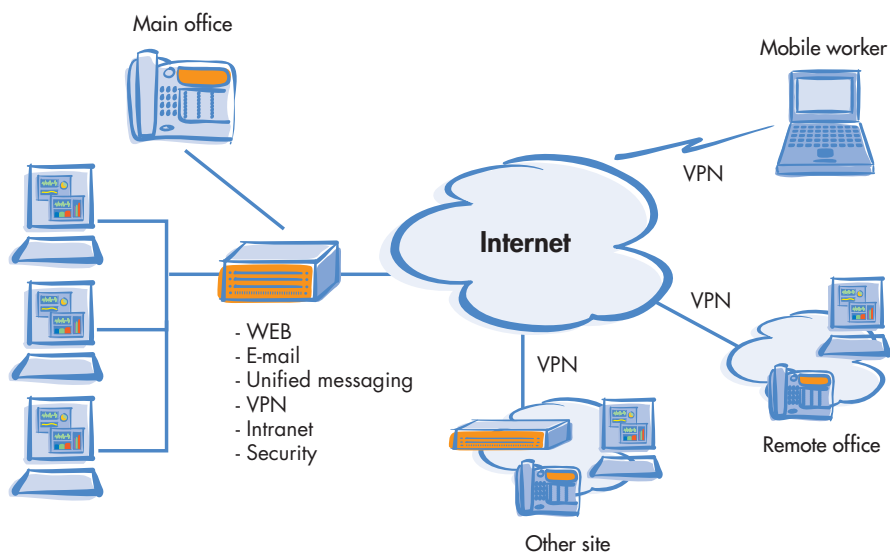 Main office
Mobile worker
VPN
Internet
VPN
- WEB
- E-mail
- Unified messaging
- VPN
- Intranet
- Security
VPN
Remote office
Other site